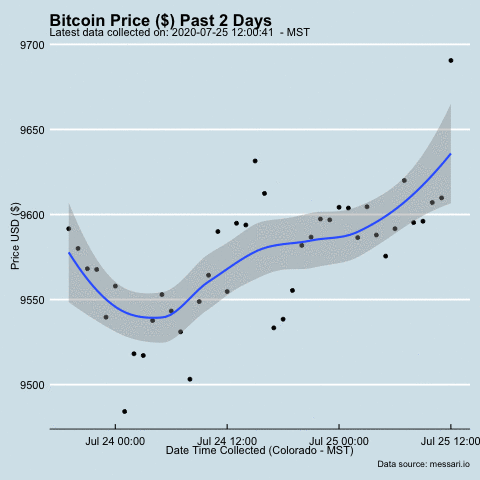 Bitcoin Price ($) Past 2 Days
Latest data collected on: 2020-07-25 12:00:41 - MST
9700
9650
9600
9550
9500
Price USD ($)
Jul 24 00:00 Jul 24 12:00 Jul 25 00:00 Jul 25 12:00
Date Time Collected (Colorado - MST)
Data source: messari.io